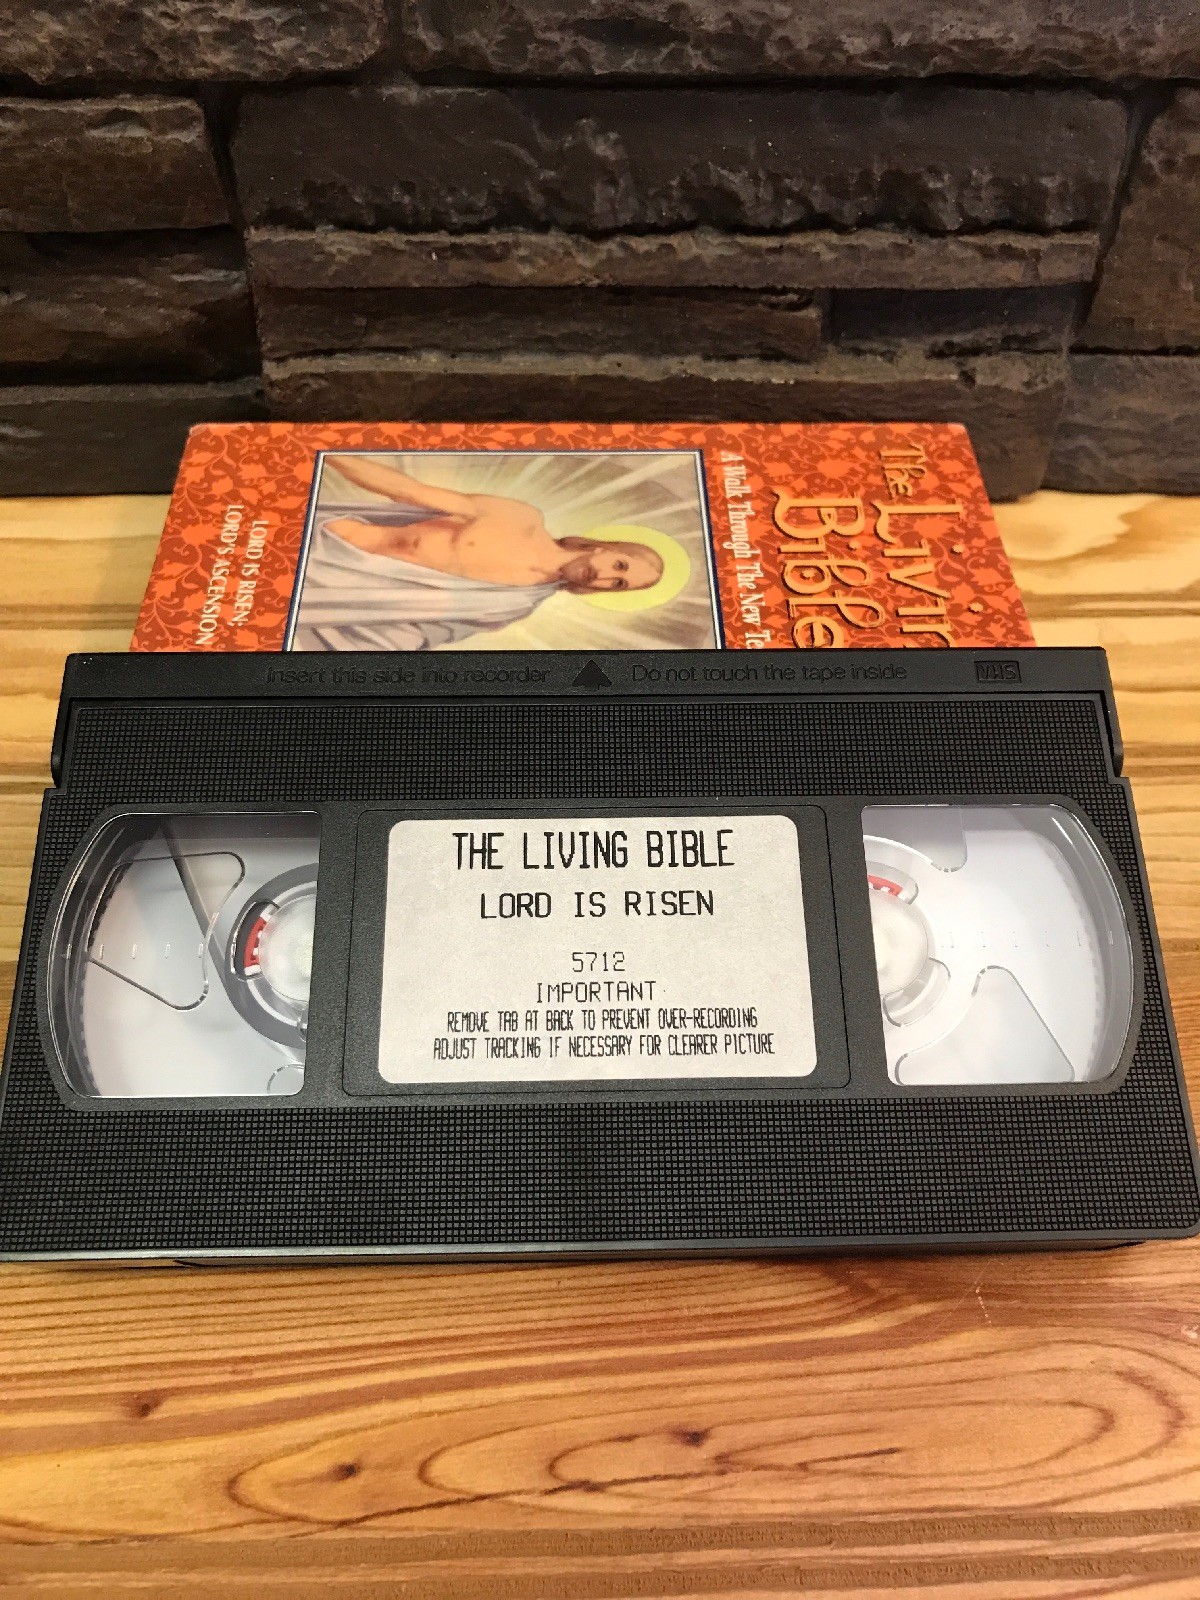 The Livin
Bible
A Walk Through The New Te
LORD IS RISEN;
LORD'S ASCENSION
Insert this side into recorder
Do not touch the tape inside
VHS
THE LIVING BIBLE
LORD IS RISEN
5712
IMPORTANT
REMOVE TAB AT BACK TO PREVENT OVER-RECORDING
ADJUST TRACKING IF NECESSARY FOR CLEARER PICTURE